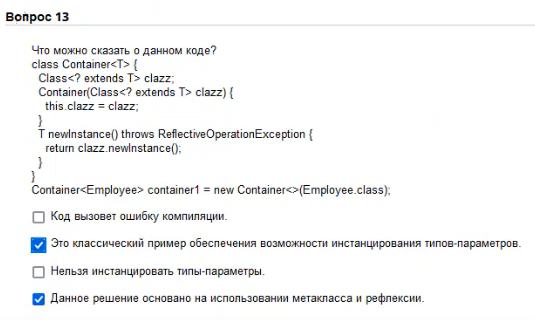 Вопрос 13
Что можно сказать о данном коде?
class Container<T> {
Class<? extends T> clazz;
Container(Class<? extends T> clazz) {
this.clazz = clazz;
}
T newInstance() throws ReflectiveOperationException {
return clazz.newInstance();
}
}
Container<Employee> container1 = new Container<>(Employee.class);
Код вызовет ошибку компиляции.
Это классический пример обеспечения возможности инстанцирования типов-параметров.
Нельзя инстанцировать типы-параметры.
Данное решение основано на использовании метакласса и рефлексии.